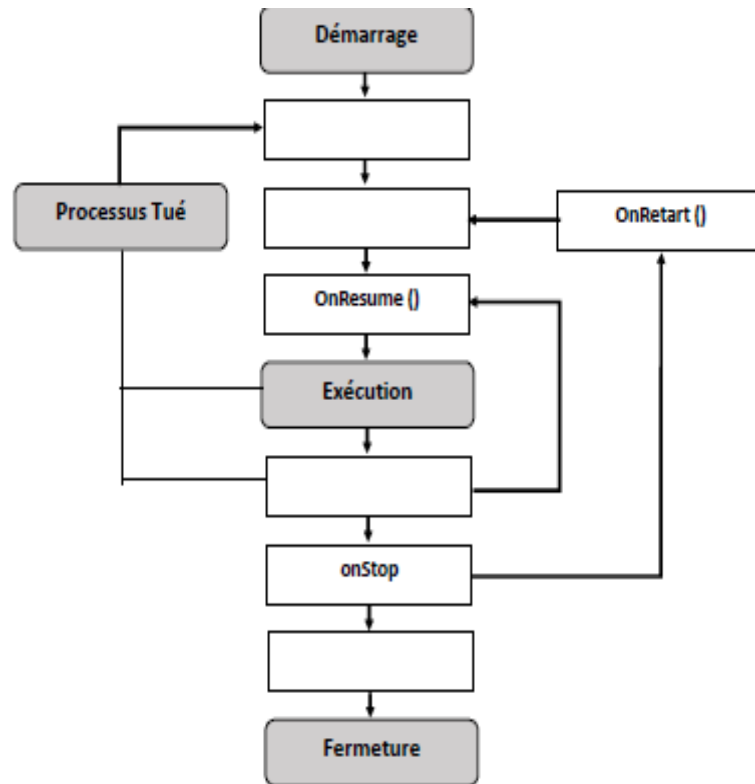 Démarrage
Processus Tué
OnRetart ()
OnResume ()
Exécution
onStop
Fermeture